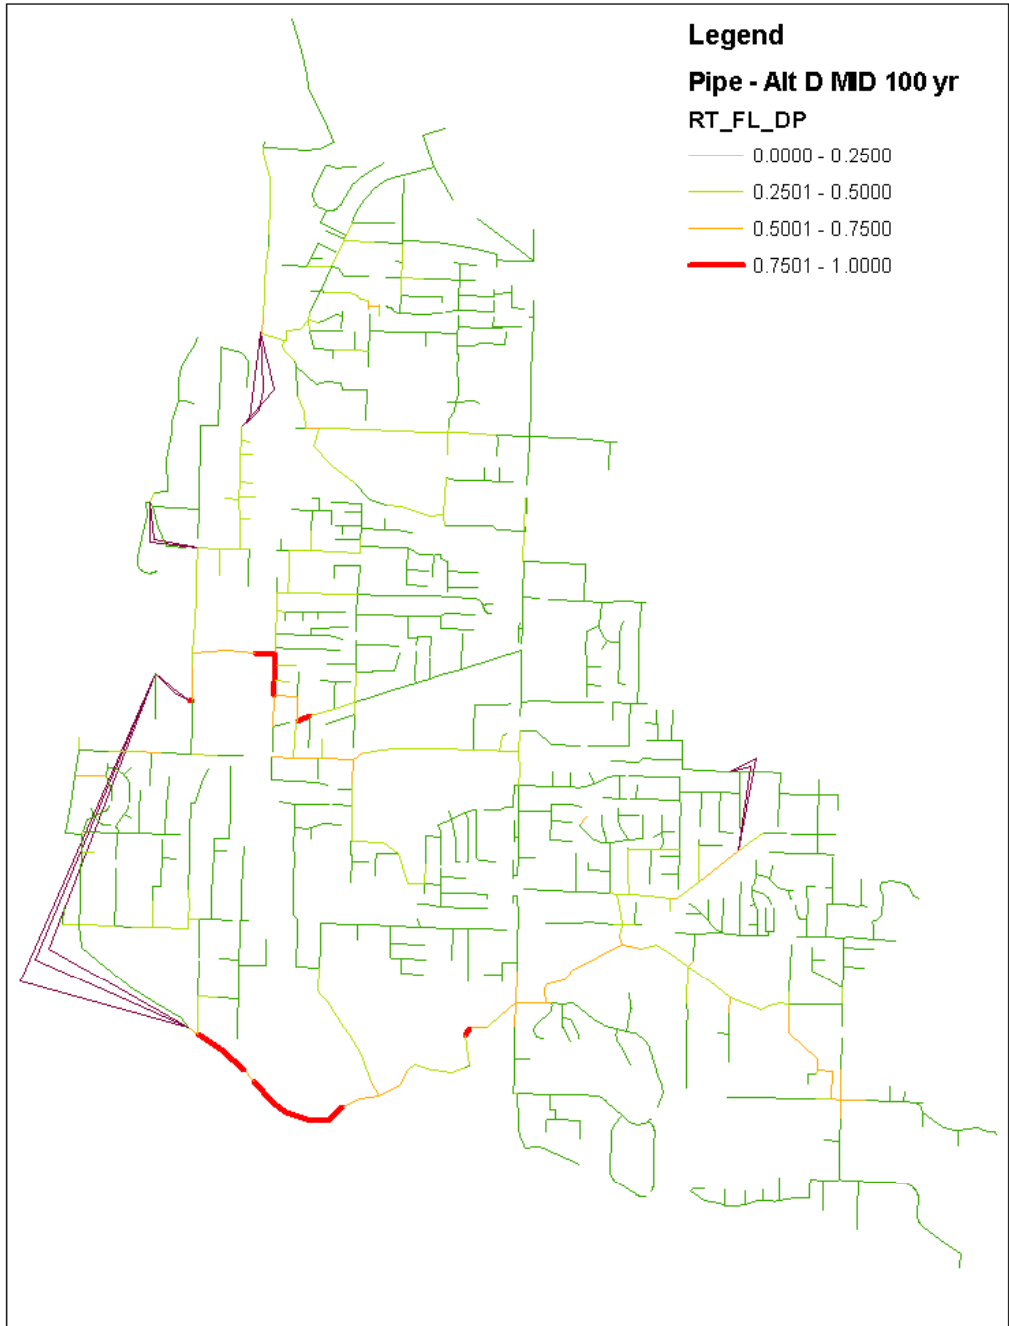 Legend
Pipe - Alt D MID 100 yr
RT_FL_DP
0.0000 - 0.2500
0.2501 - 0.5000
0.5001 - 0.7500
0.7501 - 1.0000